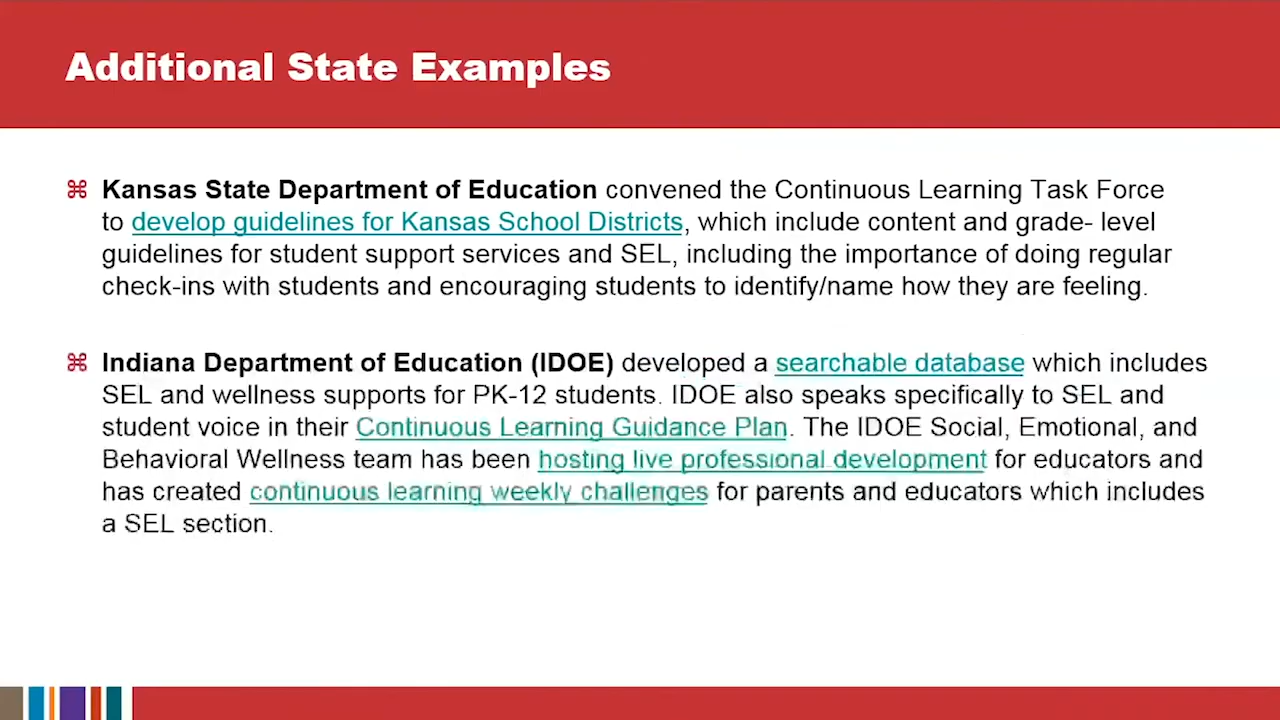 Additional State Examples
⌘ Kansas State Department of Education convened the Continuous Learning Task Force
to develop guidelines for Kansas School Districts, which include content and grade- level
guidelines for student support services and SEL, including the importance of doing regular
check-ins with students and encouraging students to identify/name how they are feeling.
⌘ Indiana Department of Education (IDOE) developed a searchable database which includes
SEL and wellness supports for PK-12 students. IDOE also speaks specifically to SEL and
student voice in their Continuous Learning Guidance Plan. The IDOE Social, Emotional, and
Behavioral Wellness team has been hosting live professional development for educators and
has created continuous learning weekly challenges for parents and educators which includes
a SEL section.